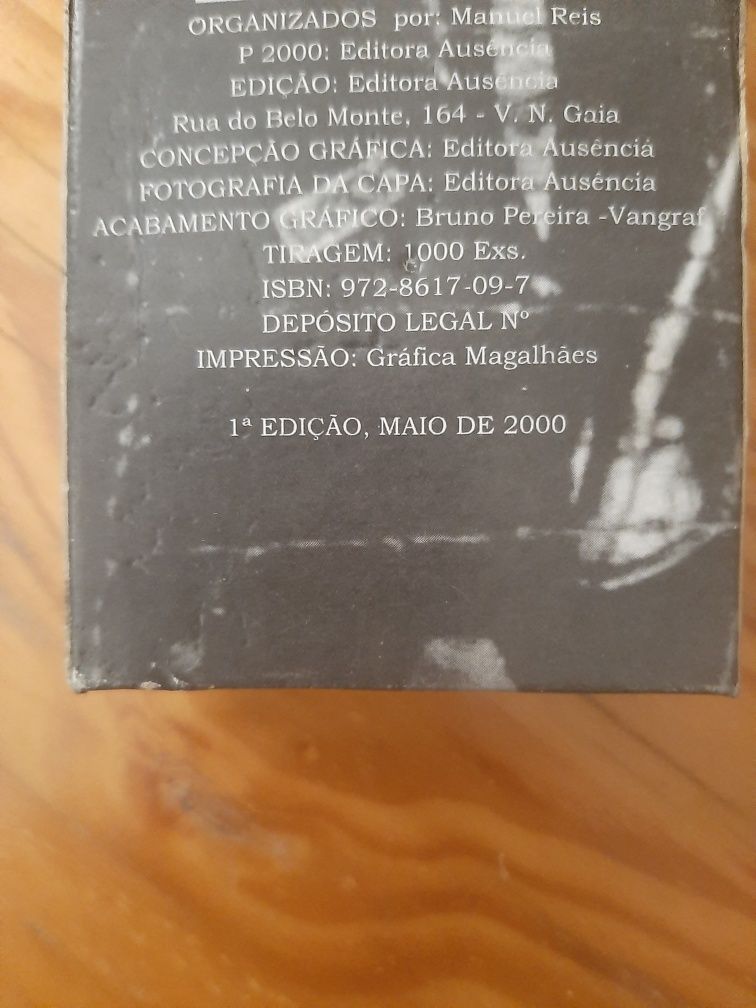 ORGANIZADOS por: Manuel Reis
P 2000: Editora Ausência
EDIÇÃO: Editora Ausência
Rua do Belo Monte, 164 - V. N. Gaia
CONCEPÇÃO GRÁFICA: Editora Ausência
FOTOGRAFIA DA CAPA: Editora Ausência
ACABAMENTO GRÁFICO: Bruno Pereira -Vangraf
TIRAGEM: 1000 Exs.
ISBN: 972-8617-09-7
DEPÓSITO LEGAL Nº
IMPRESSÃO: Gráfica Magalhães
1ª EDIÇÃO, MAIO DE 2000